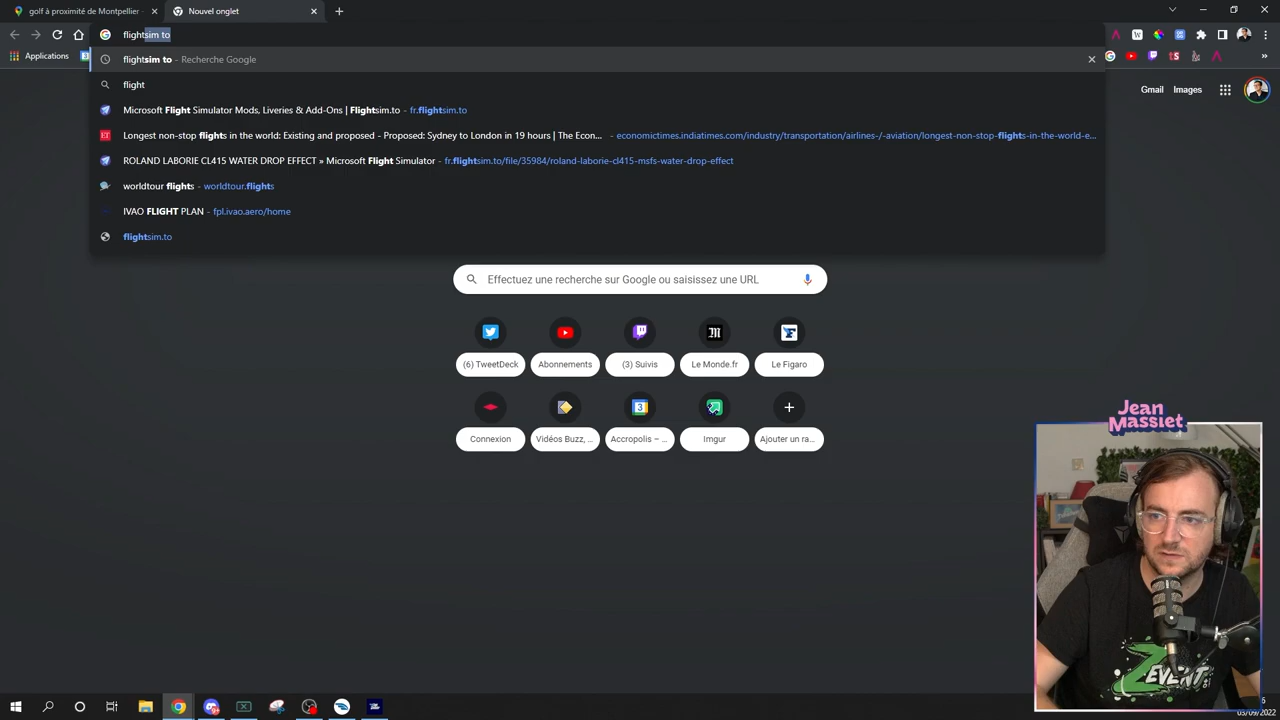 golf à proximité de Montpellier
Nouvel onglet
flightsim to
flightsim to - Recherche Google
flight
Microsoft Flight Simulator Mods, Liveries & Add-Ons | Flightsim.to - fr.flightsim.to
Longest non-stop flights in the world: Existing and proposed - Proposed: Sydney to London in 19 hours | The Econ... - economictimes.indiatimes.com/industry/transportation/airlines-/-aviation/longest-non-stop-flights-in-the-world-e...
ROLAND LABORIE CL415 WATER DROP EFFECT » Microsoft Flight Simulator - fr.flightsim.to/file/35984/roland-laborie-cl415-msfs-water-drop-effect
worldtour flights - worldtour.flights
IVAO FLIGHT PLAN - fpl.ivao.aero/home
flightsim.to
Applications
Gmail Images
Effectuez une recherche sur Google ou saisissez une URL
(6) TweetDeck
Abonnements
(3) Suivis
Le Monde.fr
Le Figaro
Connexion
Vidéos Buzz, ...
Accropolis – ...
Imgur
Ajouter un ra...
Jean
Massiet
ZEVENT
03/09/2022